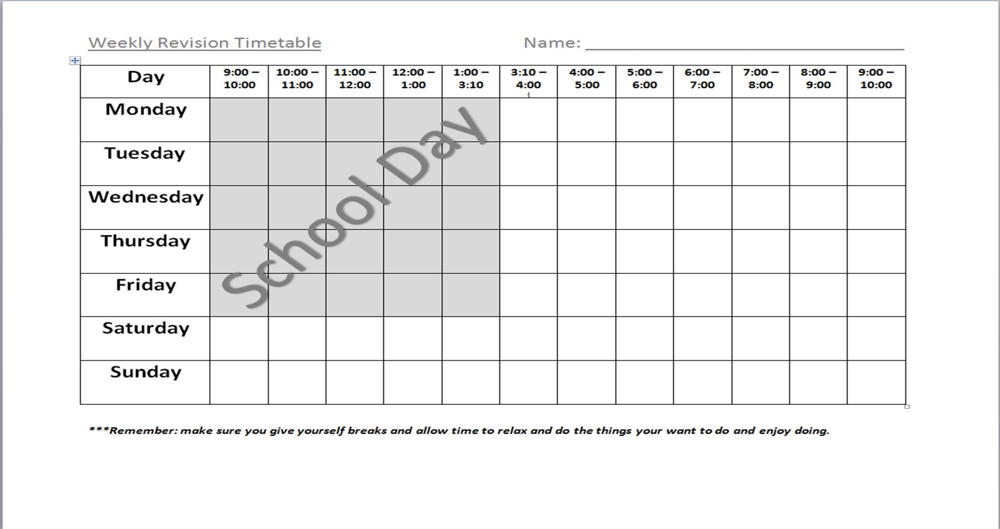 Weekly Revision Timetable Name: ______________________________
Day 9:00 – 10:00 10:00 – 11:00 11:00 – 12:00 12:00 – 1:00 1:00 – 3:10 3:10 – 4:00 4:00 – 5:00 5:00 – 6:00 6:00 – 7:00 7:00 – 8:00 8:00 – 9:00 9:00 – 10:00
Monday
Tuesday
Wednesday
Thursday
Friday
School Day
Saturday
Sunday
***Remember: make sure you give yourself breaks and allow time to relax and do the things your want to do and enjoy doing.